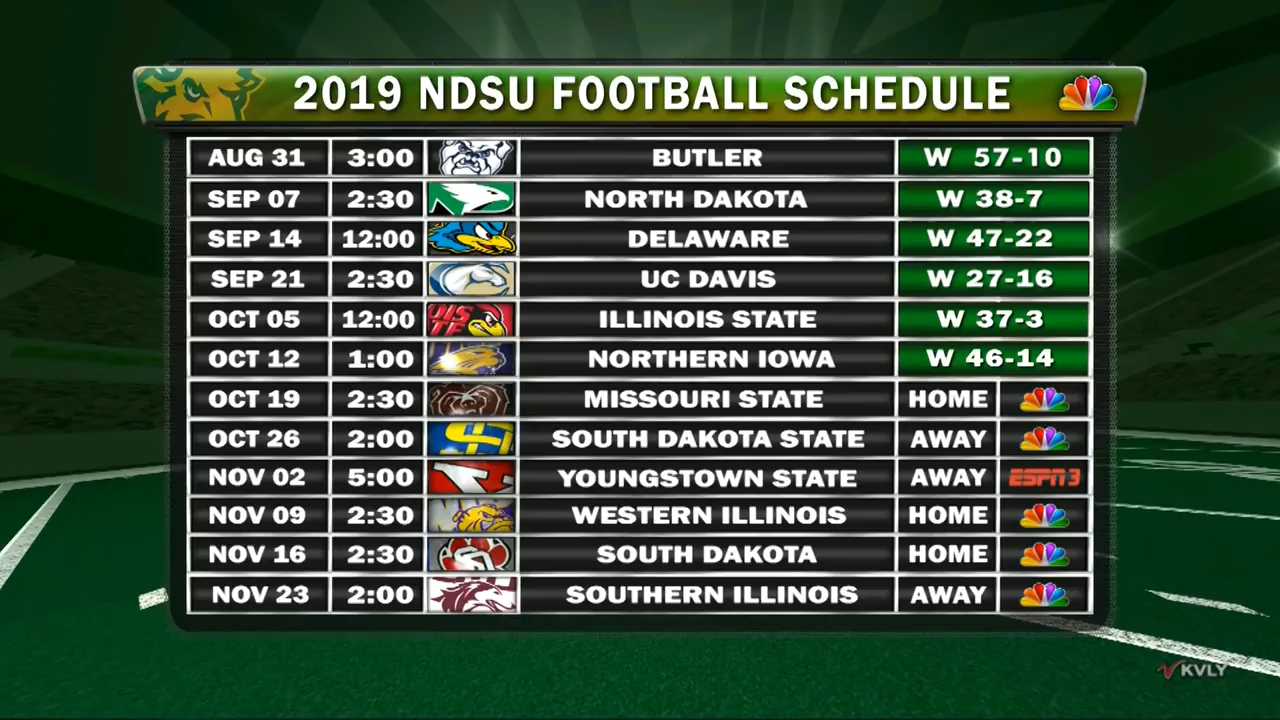 2019 NDSU FOOTBALL SCHEDULE
AUG 31 3:00 BUTLER W 57-10
SEP 07 2:30 NORTH DAKOTA W 38-7
SEP 14 12:00 DELAWARE W 47-22
SEP 21 2:30 UC DAVIS W 27-16
OCT 05 12:00 ILLINOIS STATE W 37-3
OCT 12 1:00 NORTHERN IOWA W 46-14
OCT 19 2:30 MISSOURI STATE HOME
OCT 26 2:00 SOUTH DAKOTA STATE AWAY
NOV 02 5:00 YOUNGSTOWN STATE AWAY ESPN3
NOV 09 2:30 WESTERN ILLINOIS HOME
NOV 16 2:30 SOUTH DAKOTA HOME
NOV 23 2:00 SOUTHERN ILLINOIS AWAY
KVLY